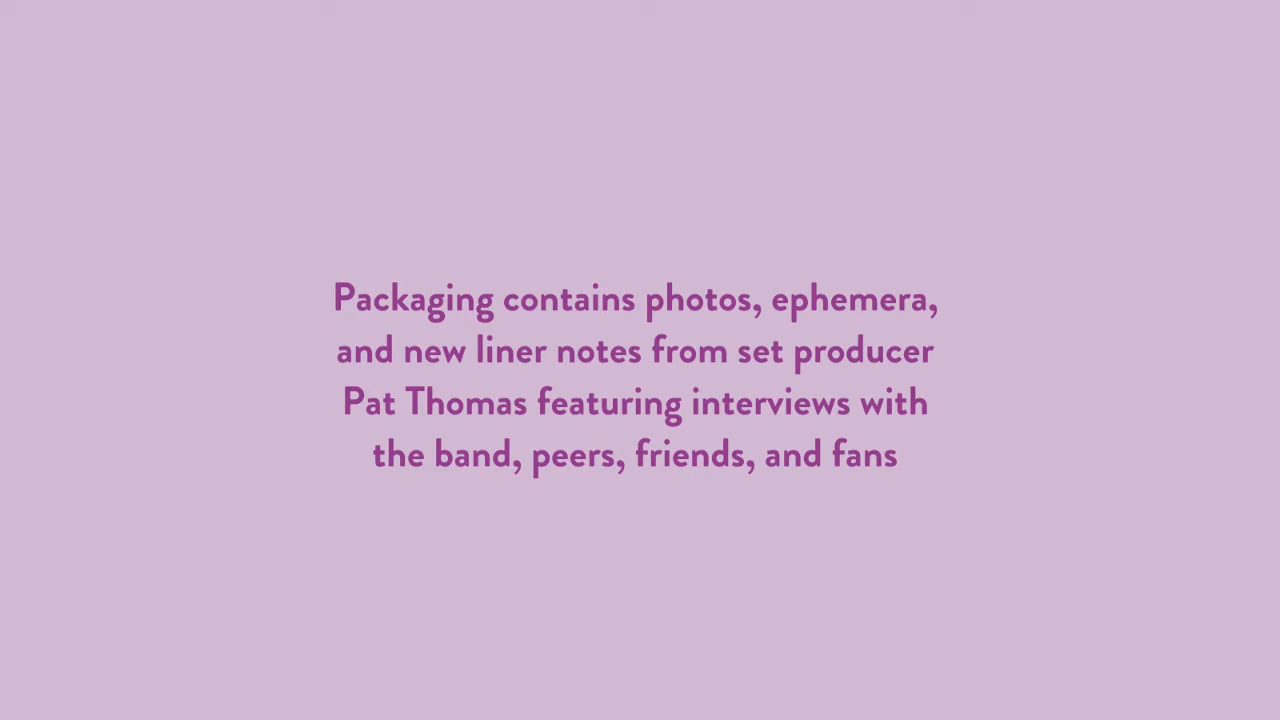 Packaging contains photos, ephemera,
and new liner notes from set producer
Pat Thomas featuring interviews with
the band, peers, friends, and fans